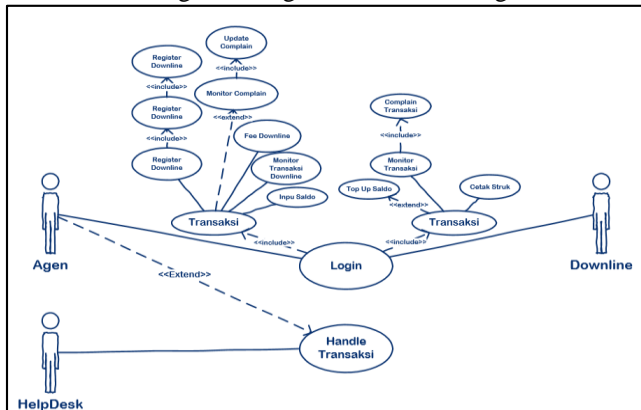 Update
Complain
Register
Downline
<<include>>
<<include>>
Monitor Complain
Register
Downline
<<extend>>
<<include>>
Fee Downline
Register
Downline
Monitor
Transaksi
Downline
Inpu Saldo
Transaksi
Complain
Transaksi
<<include>>
Monitor
Transaksi
Top Up Saldo
<<extend>>
Cetak Struk
Transaksi
<<include>>
<<include>>
Login
Agen
Downline
<<Extend>>
Handle
Transaksi
HelpDesk